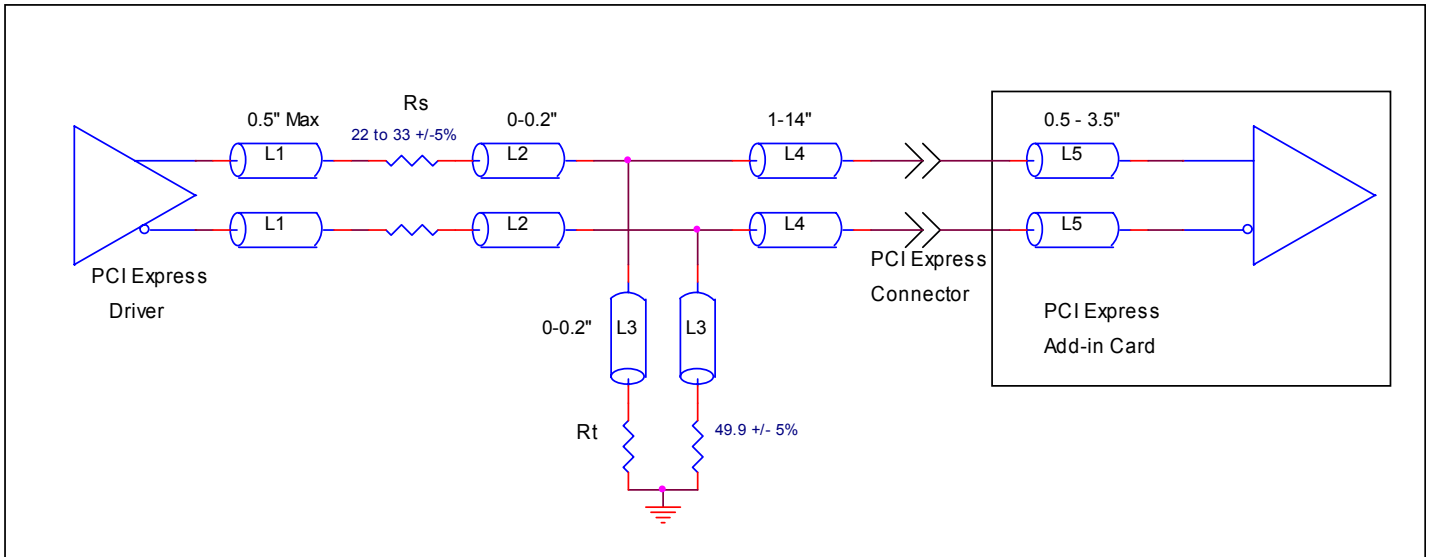 Rs
0.5" Max
22 to 33 +/-5%
0-0.2"
1-14"
0.5 - 3.5"
L1
L2
L4
L5
L1
L2
L4
L5
PCI Express
Driver
PCI Express
Connector
0-0.2"
L3
L3
PCI Express
Add-in Card
Rt
49.9 +/- 5%